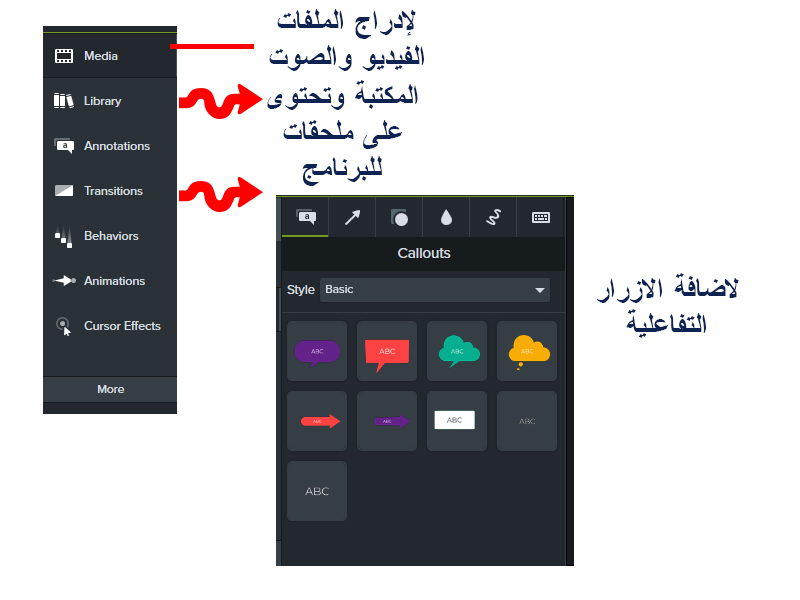 لإدراج الملفات
الفيديو والصوت
المكتبة وتحتوى
على ملحقات
للبرنامج
Media
Library
a Annotations
Transitions
Behaviors
Animations
Cursor Effects
More
a
Callouts
Style Basic
ABC ABC ABC ABC
ABC ABC ABC ABC
ABC
لاضافة الازرار
التفاعلية